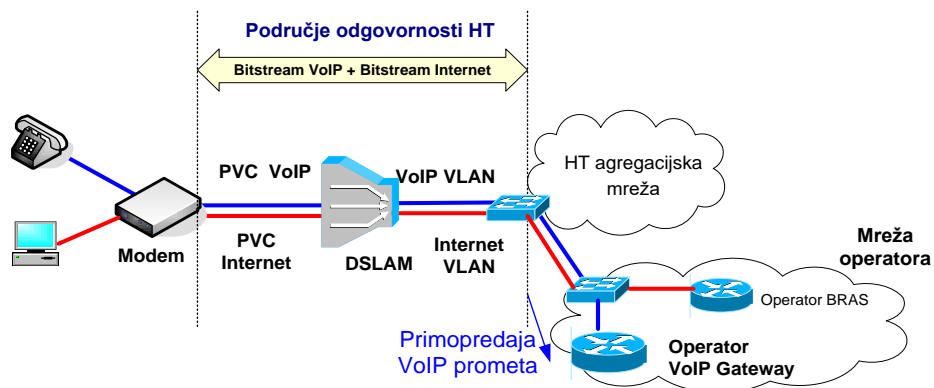 Područje odgovornosti HT
Bitstream VoIP + Bitstream Internet
HT agregacijska
mreža
PVC VoIP
VoIP VLAN
Modem
PVC
Internet
DSLAM
Internet
VLAN
Mreža
operatora
Operator BRAS
Primopredaja
VoIP prometa
Operator
VoIP Gateway